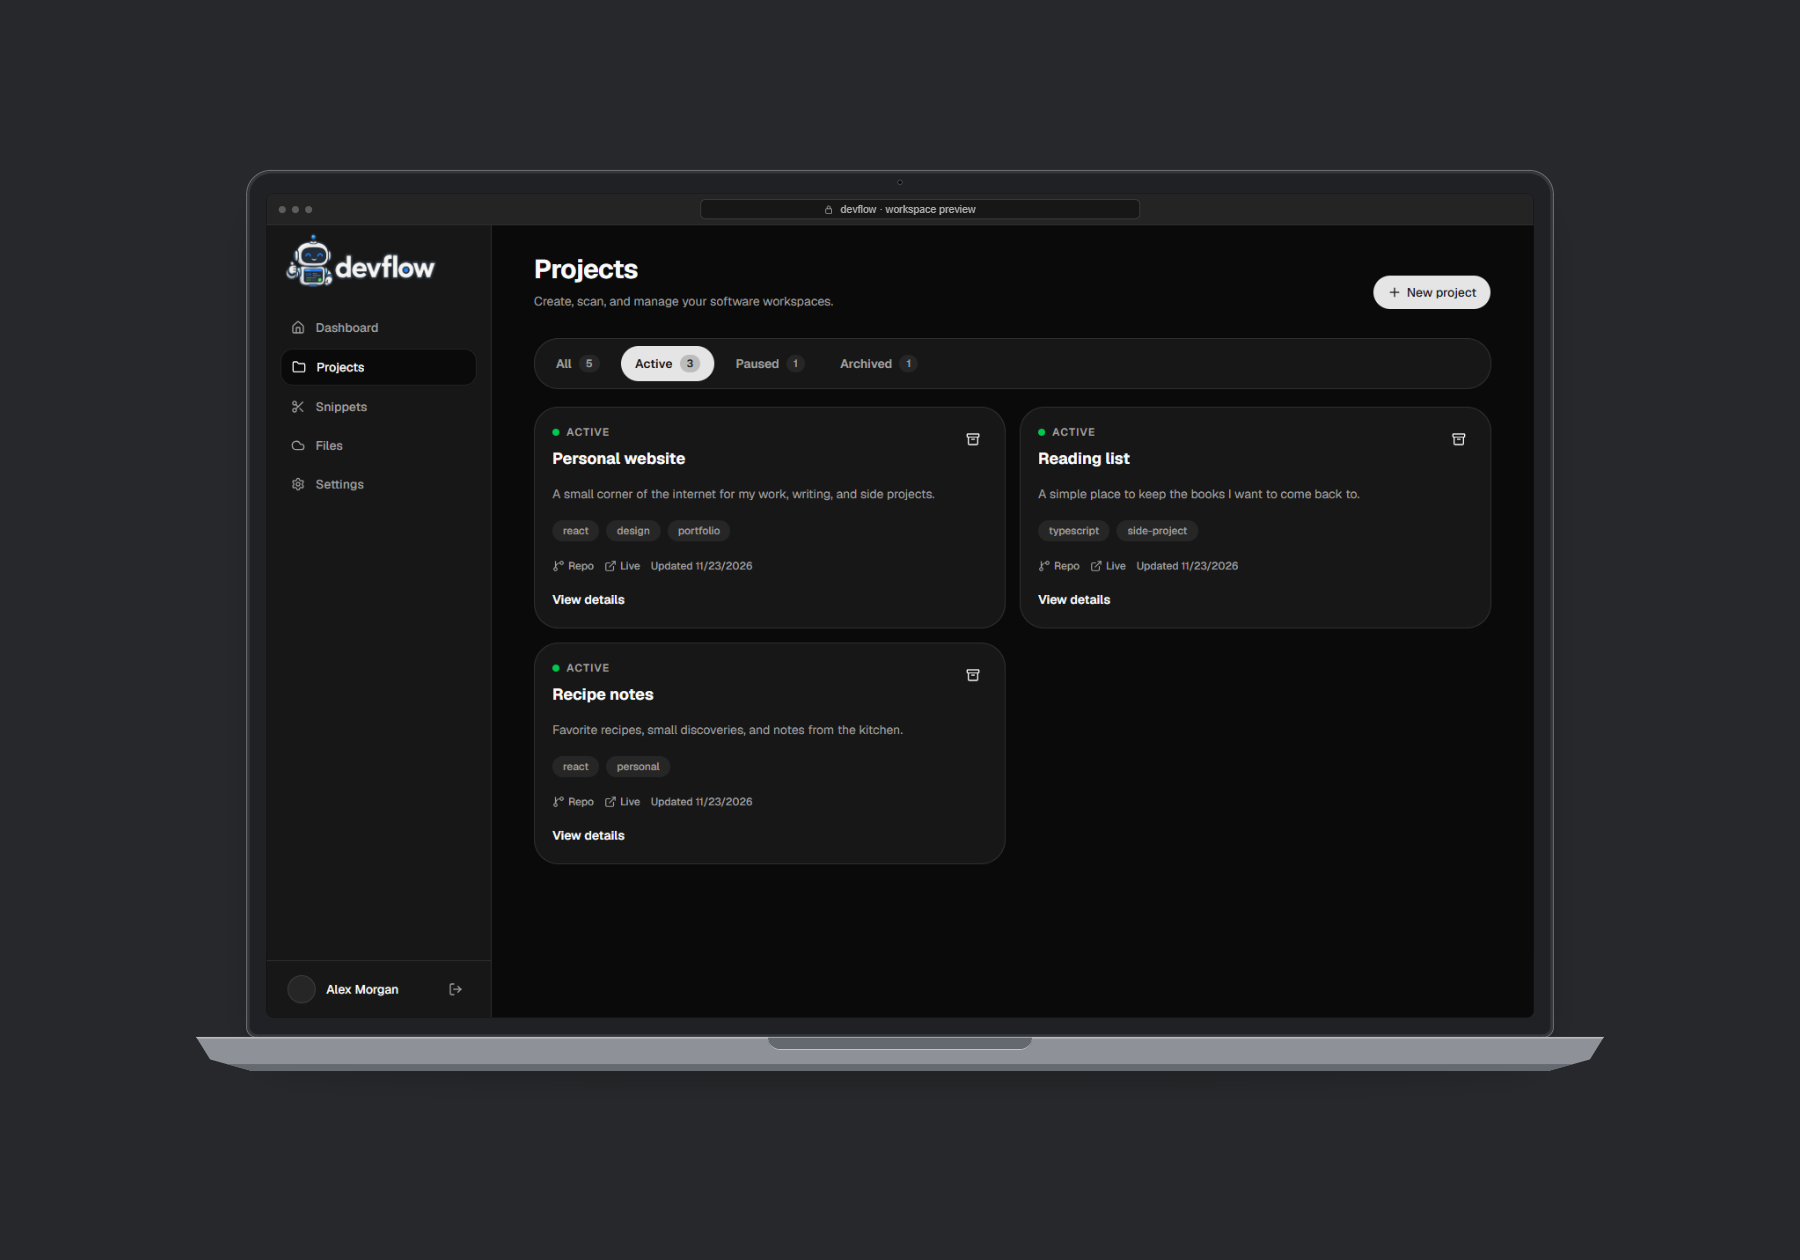 devflow · workspace preview
devflow
Dashboard
Projects
Snippets
Files
Settings
Alex Morgan
Projects
Create, scan, and manage your software workspaces.
+ New project
All 5 Active 3 Paused 1 Archived 1
ACTIVE
Personal website
A small corner of the internet for my work, writing, and side projects.
react design portfolio
Repo Live Updated 11/23/2026
View details
ACTIVE
Reading list
A simple place to keep the books I want to come back to.
typescript side-project
Repo Live Updated 11/23/2026
View details
ACTIVE
Recipe notes
Favorite recipes, small discoveries, and notes from the kitchen.
react personal
Repo Live Updated 11/23/2026
View details